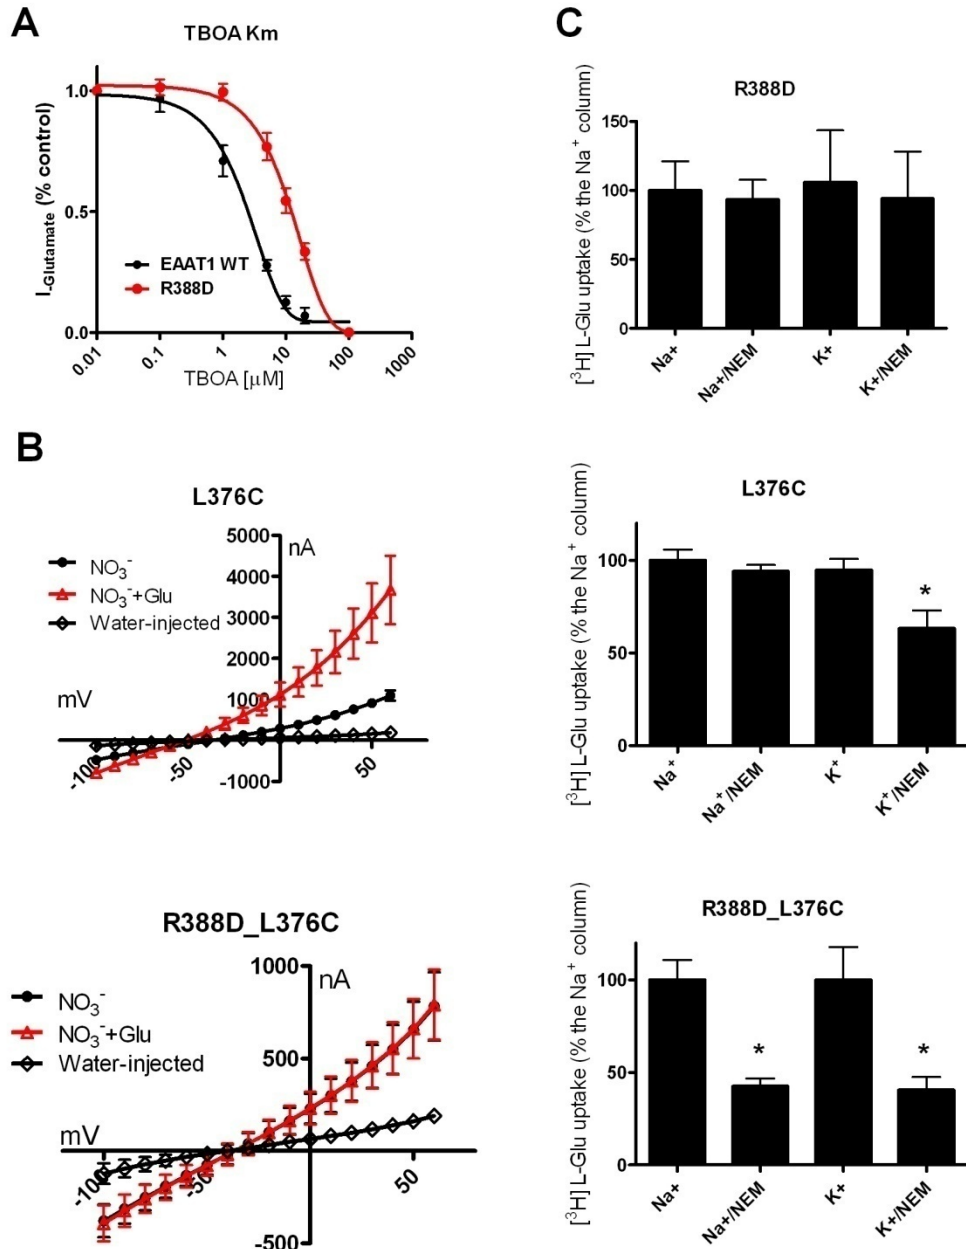 A
TBOA Km
I-Glutamate (% control)
1.0
0.5
0.0
EAAT1 WT
R388D
0.01
0.1
1
10
100
1000
TBOA [μM]
B
L376C
NO₃⁻
NO₃⁻+Glu
Water-injected
nA
mV
5000
4000
3000
2000
1000
-1000
-100
-50
50
R388D_L376C
NO₃⁻
NO₃⁻+Glu
Water-injected
nA
mV
1000
500
-500
-100
-50
50
C
R388D
[³H] L-Glu uptake (% the Na⁺ column)
150
100
50
0
Na+
Na+/NEM
K+
K+/NEM
L376C
[³H] L-Glu uptake (% the Na⁺ column)
100
50
0
*
Na⁺
Na⁺/NEM
K⁺
K⁺/NEM
R388D_L376C
[³H] L-Glu uptake (% the Na⁺ column)
100
50
0
*
*
Na+
Na+/NEM
K+
K+/NEM